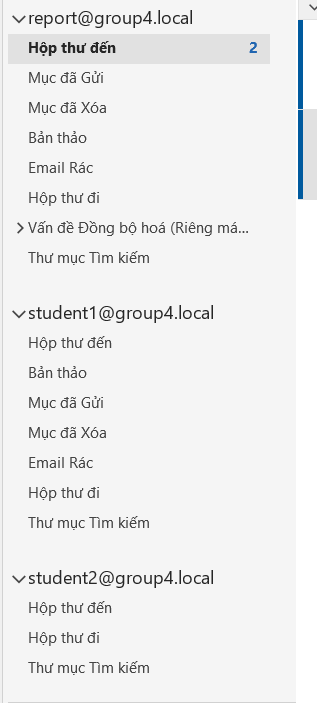 report@group4.local
Hộp thư đến 2
Mục đã Gửi
Mục đã Xóa
Bản thảo
Email Rác
Hộp thư đi
Vấn đề Đồng bộ hoá (Riêng má...
Thư mục Tìm kiếm
student1@group4.local
Hộp thư đến
Bản thảo
Mục đã Gửi
Mục đã Xóa
Email Rác
Hộp thư đi
Thư mục Tìm kiếm
student2@group4.local
Hộp thư đến
Hộp thư đi
Thư mục Tìm kiếm